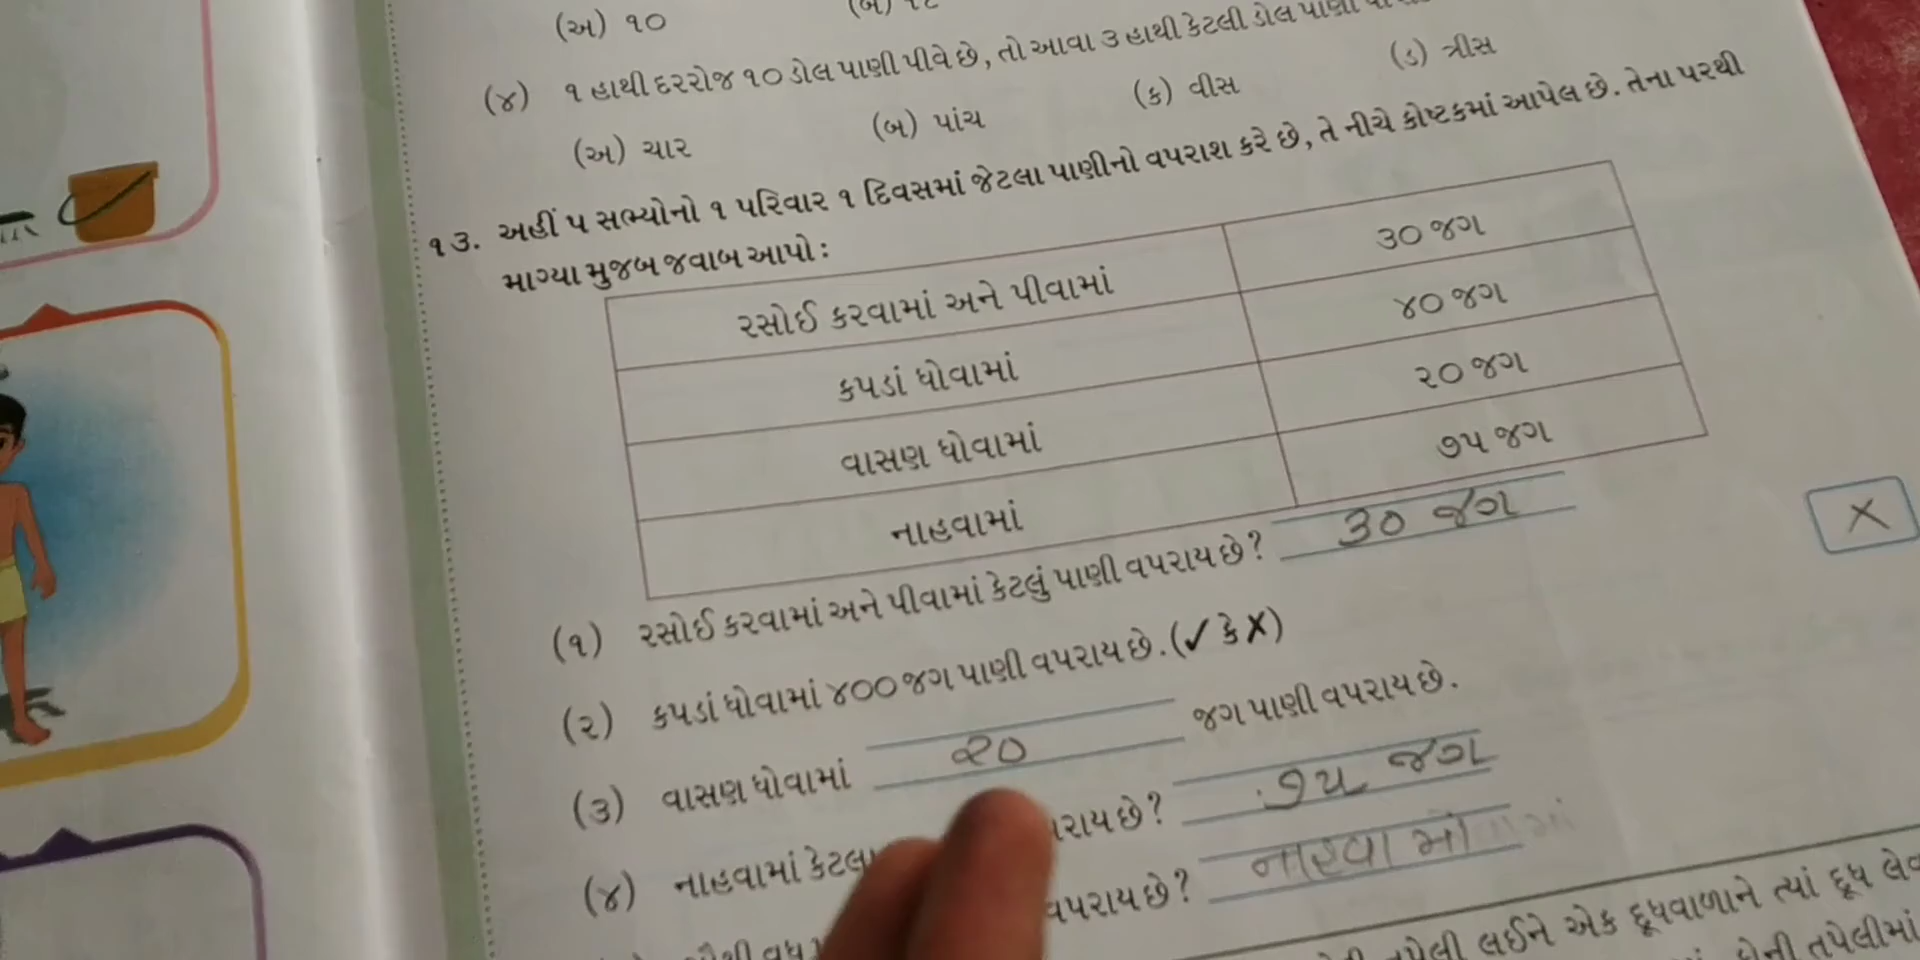 (અ) ૧૦
(૪) ૧ હાથી દરરોજ ૧૦ ડોલ પાણી પીવે છે, તો આવા ૩ હાથી કેટલી ડોલ પાણી
(અ) ચાર (બ) પાંચ (ક) વીસ (ડ) ત્રીસ
૧૩. અહીં ૫ સભ્યોનો ૧ પરિવાર ૧ દિવસમાં જેટલા પાણીનો વપરાશ કરે છે, તે નીચે કોષ્ટકમાં આપેલ છે. તેના પરથી
માગ્યા મુજબ જવાબ આપો :
રસોઈ કરવામાં અને પીવામાં ૩૦ જગ
કપડાં ધોવામાં ૪૦ જગ
વાસણ ધોવામાં ૨૦ જગ
નાહવામાં ૭૫ જગ
(૧) રસોઈ કરવામાં અને પીવામાં કેટલું પાણી વપરાય છે? ૩૦ જગ
(૨) કપડાં ધોવામાં ૪૦૦ જગ પાણી વપરાય છે. (✓ કે X) X
(૩) વાસણ ધોવામાં ૨૦ જગ પાણી વપરાય છે.
(૪) નાહવામાં કેટલા છે? ૭૫ જગ
વપરાય છે? નાહવામાં
લઈને એક દૂધવાળાને ત્યાં દૂધ
તપેલીમાં